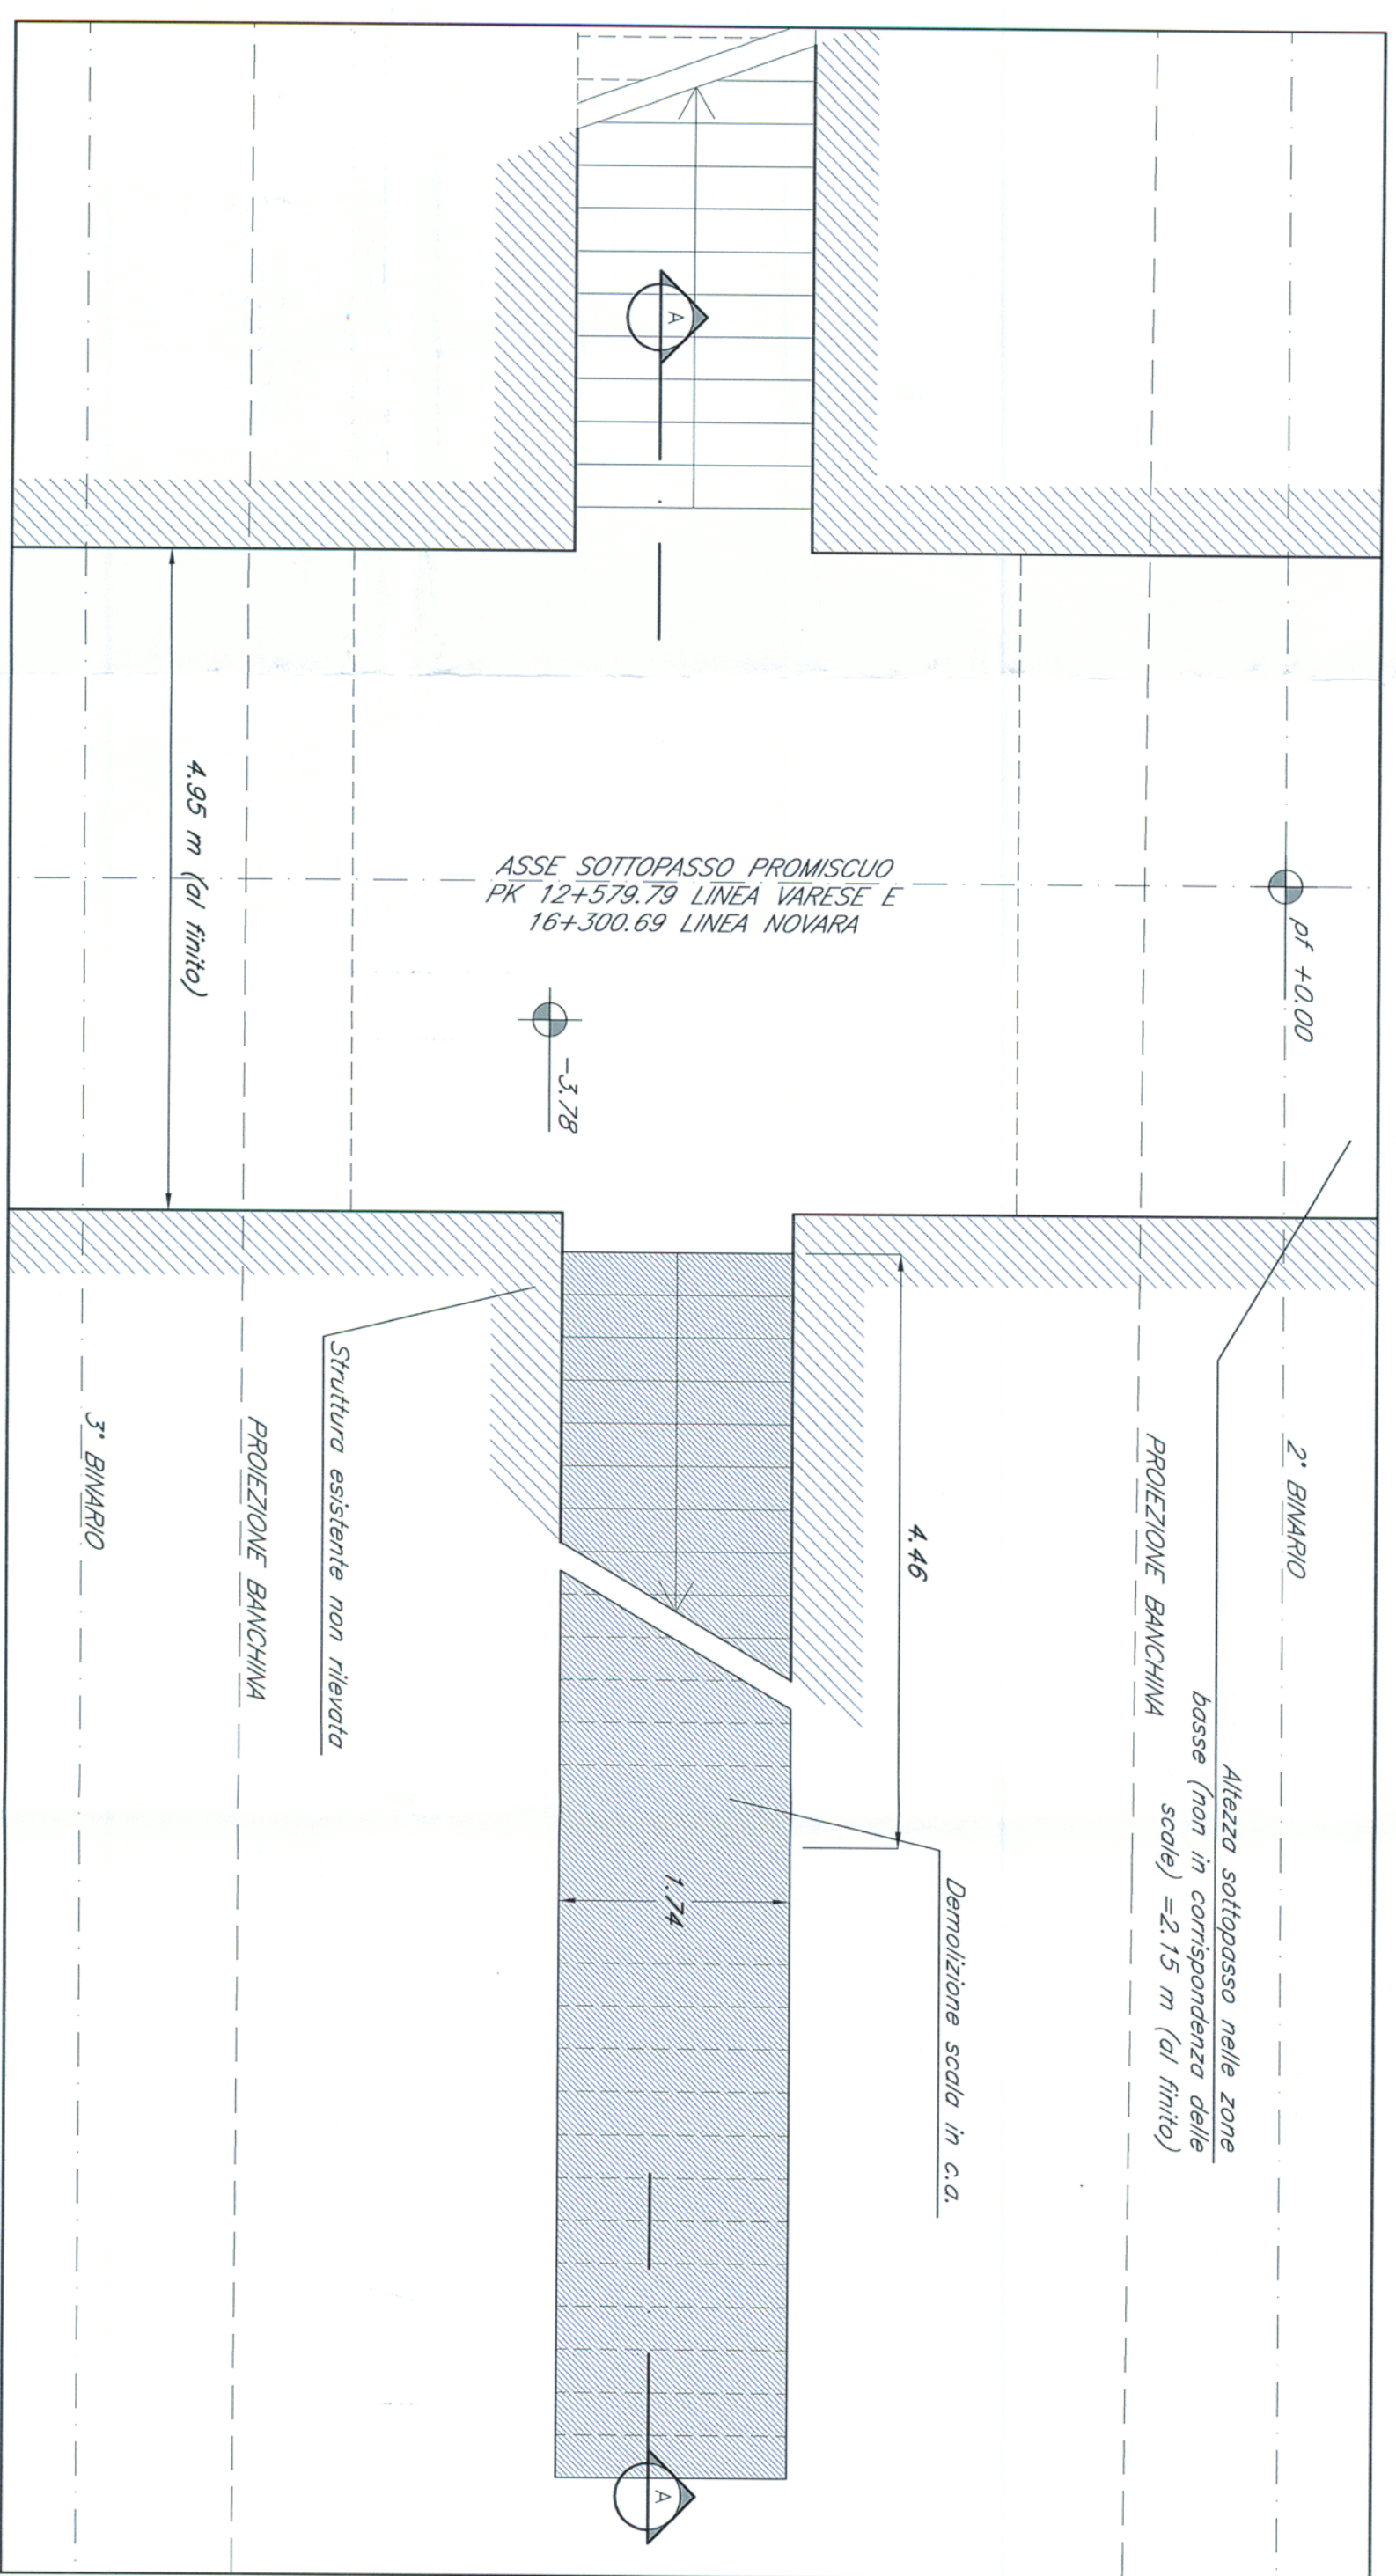 2° BINARIO
Altezza sottopasso nelle zone
basse (non in corrispondenza delle
scale) =2.15 m (al finito)
PROIEZIONE BANCHINA
pf +0.00
4.46
Demolizione scala in c.a.
A
ASSE SOTTOPASSO PROMISCUO
PK 12+579.79 LINEA VARESE E
16+300.69 LINEA NOVARA
-3.78
1.74
A
Struttura esistente non rilevata
PROIEZIONE BANCHINA
4.95 m (al finito)
3° BINARIO